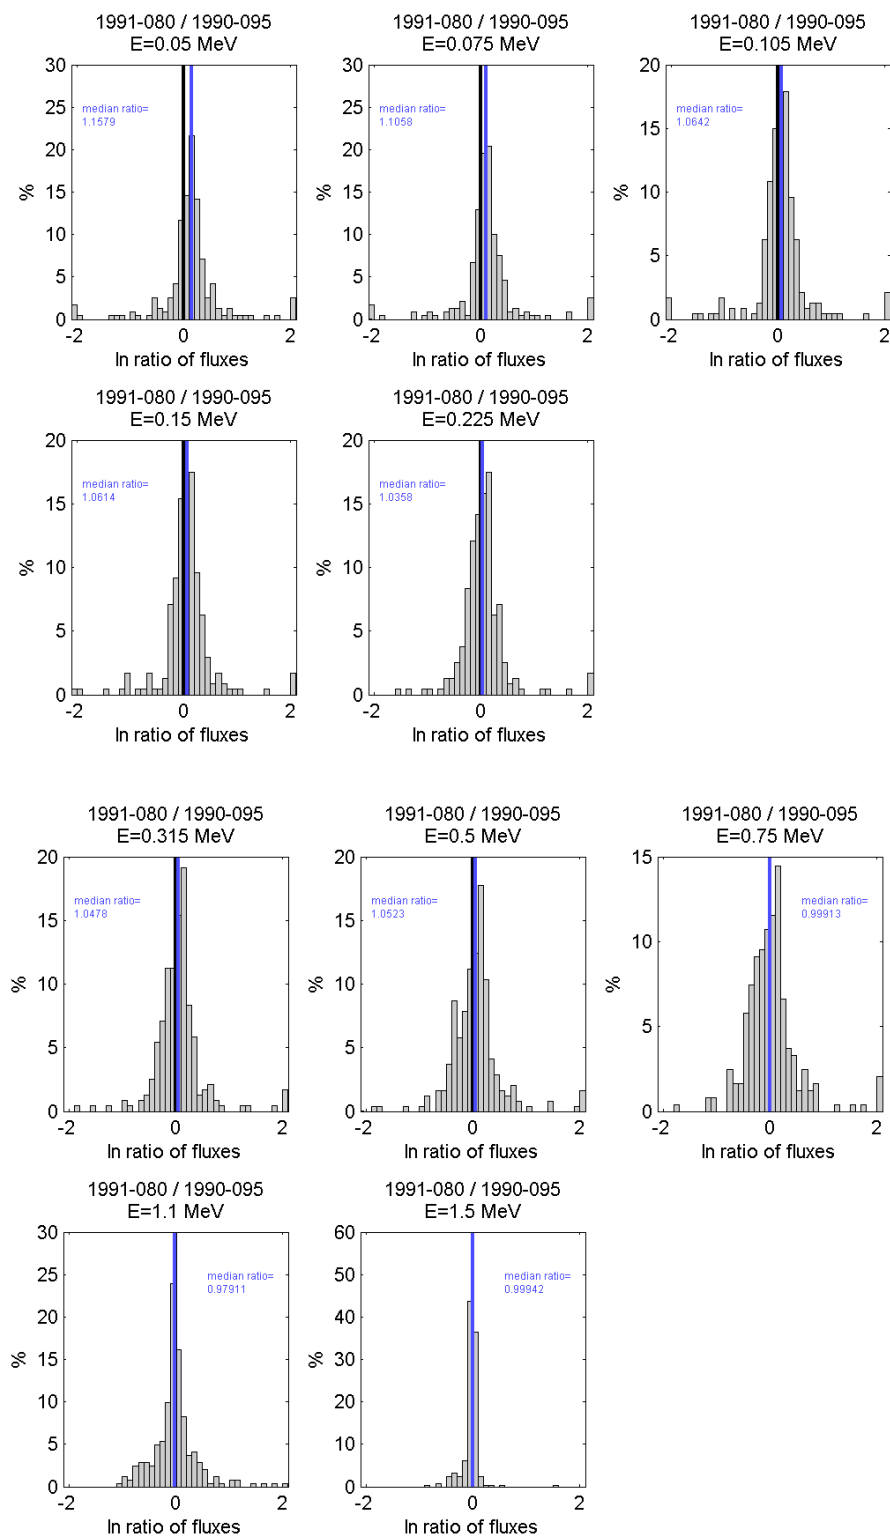 1991-080 / 1990-095
E=0.05 MeV
30
25
20
15
10
5
0
%
median ratio=
1.1579
-2 0 2
ln ratio of fluxes
1991-080 / 1990-095
E=0.075 MeV
30
25
20
15
10
5
0
%
median ratio=
1.1058
-2 0 2
ln ratio of fluxes
1991-080 / 1990-095
E=0.105 MeV
20
15
10
5
0
%
median ratio=
1.0642
-2 0 2
ln ratio of fluxes
1991-080 / 1990-095
E=0.15 MeV
20
15
10
5
0
%
median ratio=
1.0614
-2 0 2
ln ratio of fluxes
1991-080 / 1990-095
E=0.225 MeV
20
15
10
5
0
%
median ratio=
1.0358
-2 0 2
ln ratio of fluxes
1991-080 / 1990-095
E=0.315 MeV
20
15
10
5
0
%
median ratio=
1.0478
-2 0 2
ln ratio of fluxes
1991-080 / 1990-095
E=0.5 MeV
20
15
10
5
0
%
median ratio=
1.0523
-2 0 2
ln ratio of fluxes
1991-080 / 1990-095
E=0.75 MeV
15
10
5
0
%
median ratio=
0.99913
-2 0 2
ln ratio of fluxes
1991-080 / 1990-095
E=1.1 MeV
30
25
20
15
10
5
0
%
median ratio=
0.97911
-2 0 2
ln ratio of fluxes
1991-080 / 1990-095
E=1.5 MeV
60
50
40
30
20
10
0
%
median ratio=
0.99942
-2 0 2
ln ratio of fluxes